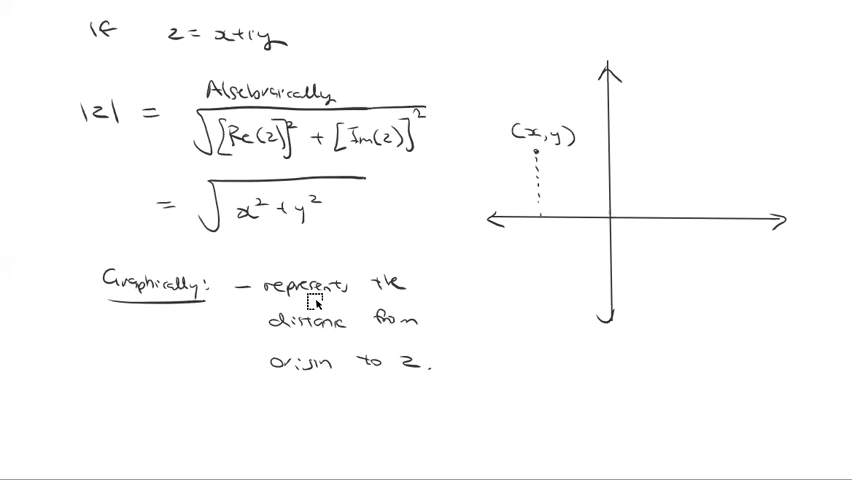 If z = x+iy
Algebraically
|z| = √[Re(z)]² + [Im(z)]²
= √x² + y²
(x,y)
Graphically: – represents the
distance from
origin to z.